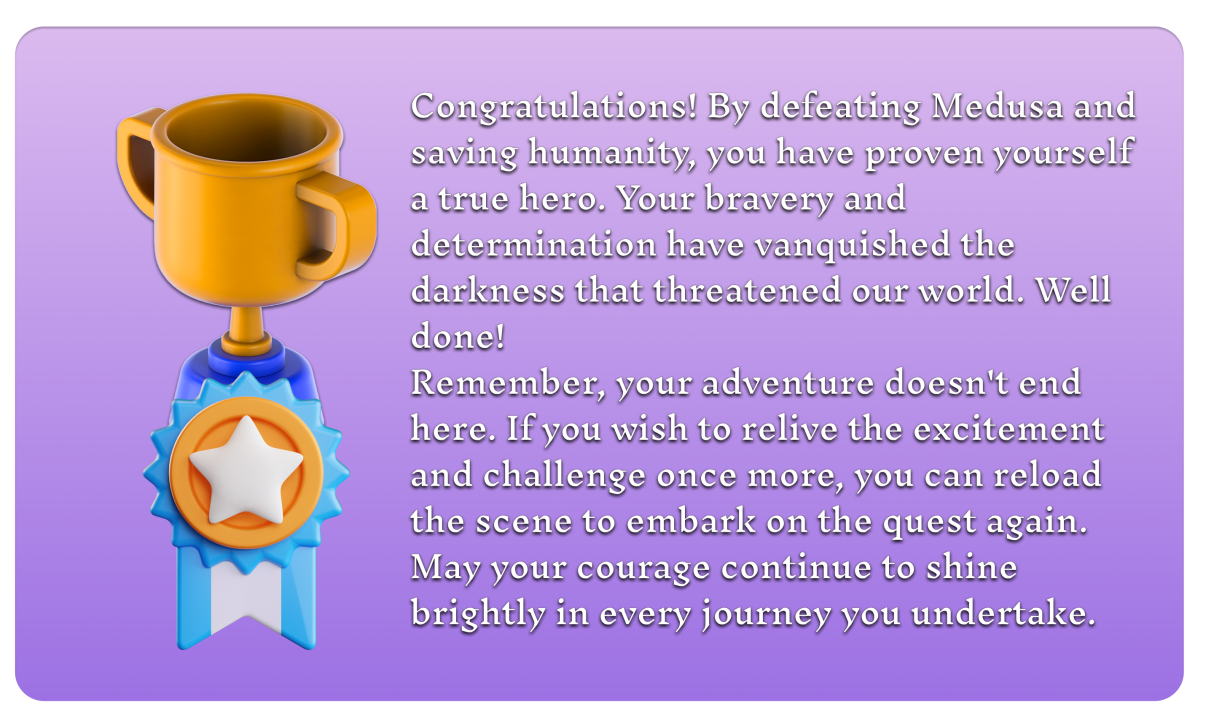 Congratulations! By defeating Medusa and
saving humanity, you have proven yourself
a true hero. Your bravery and
determination have vanquished the
darkness that threatened our world. Well
done!
Remember, your adventure doesn't end
here. If you wish to relive the excitement
and challenge once more, you can reload
the scene to embark on the quest again.
May your courage continue to shine
brightly in every journey you undertake.